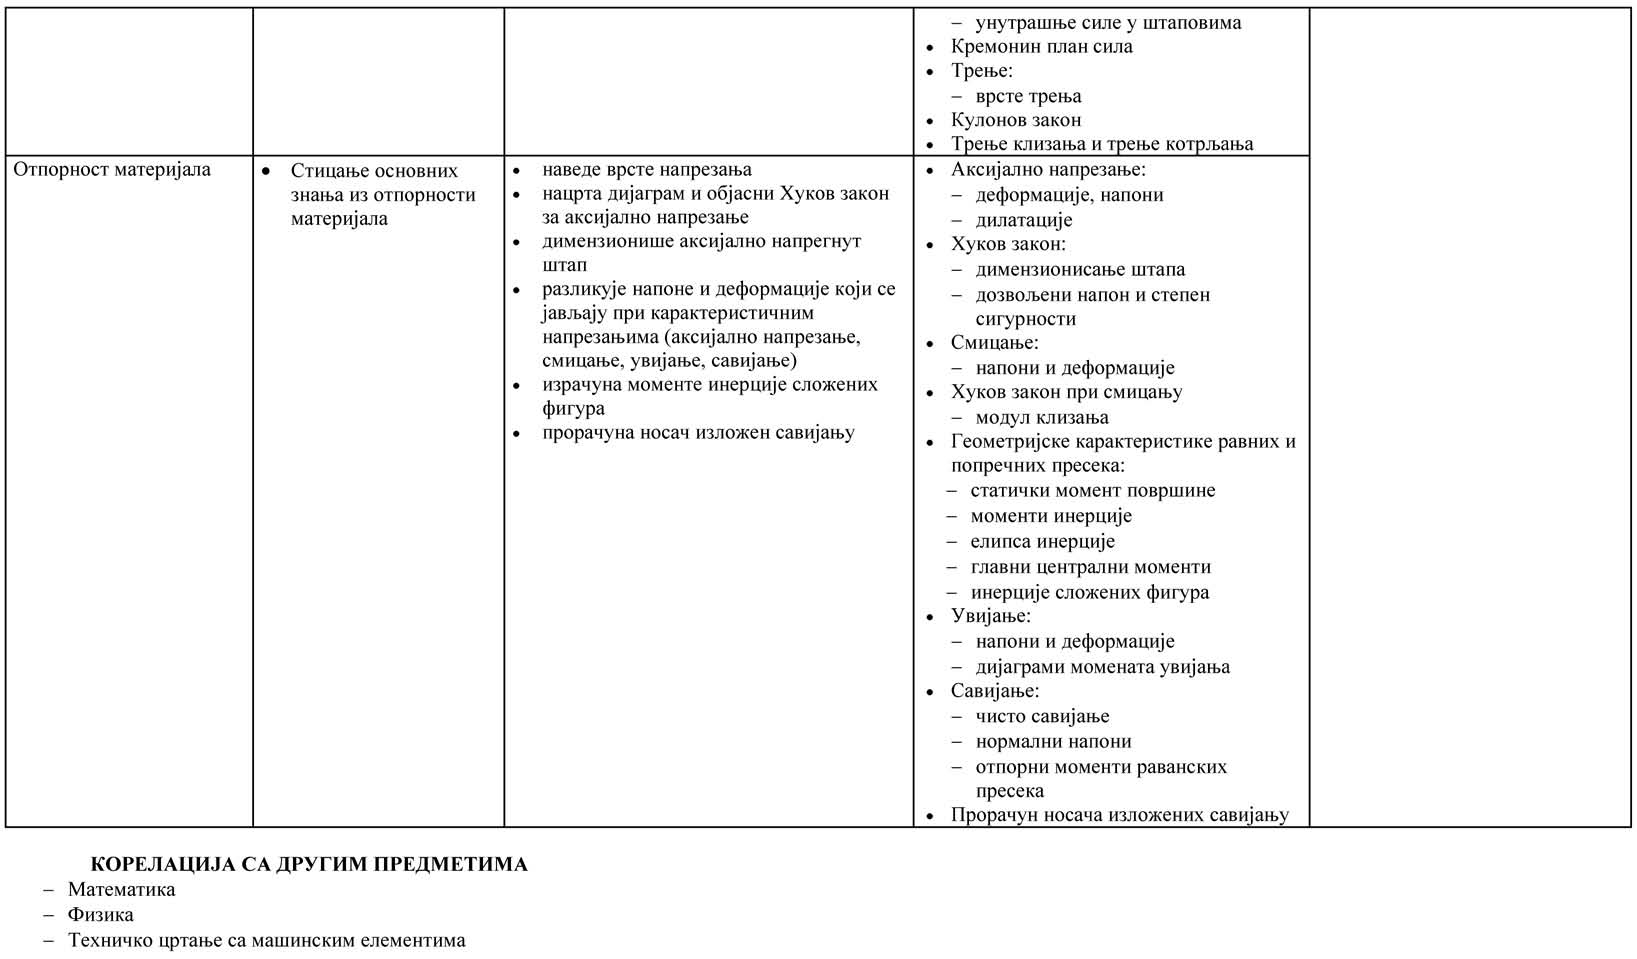 – унутрашње силе у штаповима
• Кремонин план сила
• Трење:
– врсте трења
• Кулонов закон
• Трење клизања и трење котрљања
Отпорност материјала
• Стицање основних
знања из отпорности
материјала
• наведе врсте напрезања
• нацрта дијаграм и објасни Хуков закон
за аксијално напрезање
• димензионише аксијално напрегнут
штап
• разликује напоне и деформације који се
јављају при карактеристичним
напрезањима (аксијално напрезање,
смицање, увијање, савијање)
• израчуна моменте инерције сложених
фигура
• прорачуна носач изложен савијању
• Аксијално напрезање:
– деформације, напони
– дилатације
• Хуков закон:
– димензионисање штапа
– дозвољени напон и степен
сигурности
• Смицање:
– напони и деформације
• Хуков закон при смицању
– модул клизања
• Геометријске карактеристике равних и
попречних пресека:
– статички момент површине
– моменти инерције
– елипса инерције
– главни централни моменти
– инерције сложених фигура
• Увијање:
– напони и деформације
– дијаграми момената увијања
• Савијање:
– чисто савијање
– нормални напони
– отпорни моменти раванских
пресека
• Прорачун носача изложених савијању
КОРЕЛАЦИЈА СА ДРУГИМ ПРЕДМЕТИМА
– Математика
– Физика
– Техничко цртање са машинским елементима